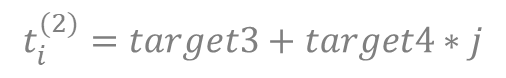 t_i^{(2)} = target3 + target4 * j